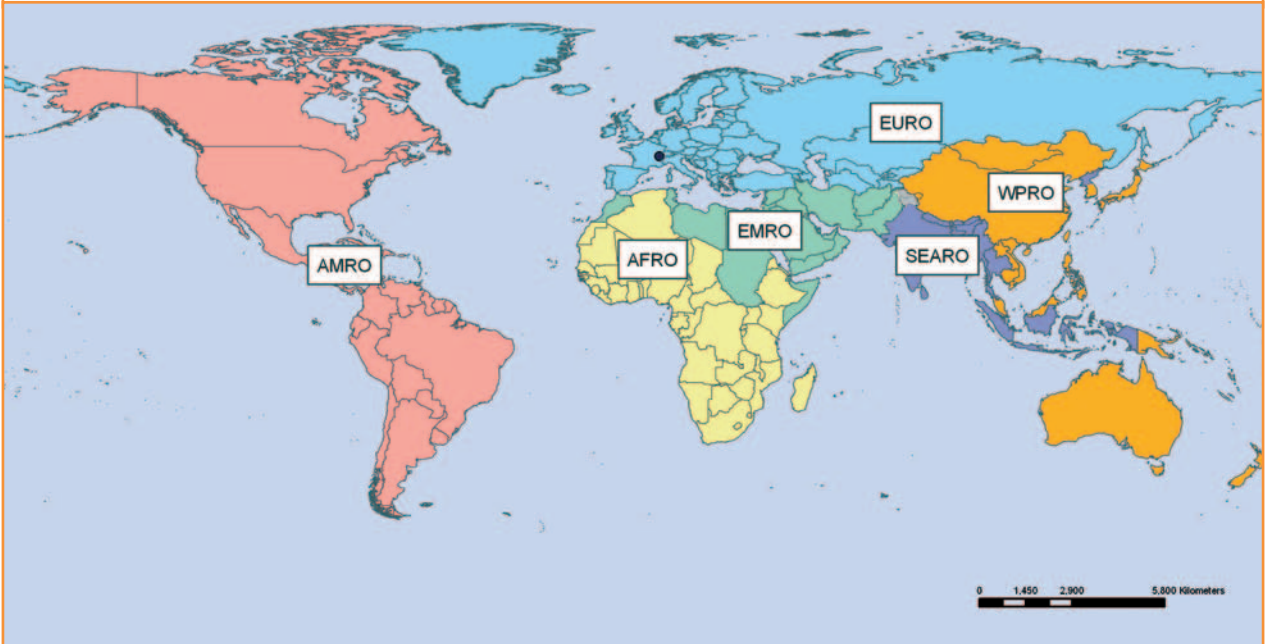 EURO
WPRO
EMRO
SEARO
AFRO
AMRO
0 1,450 2,900 5,800 Kilometers